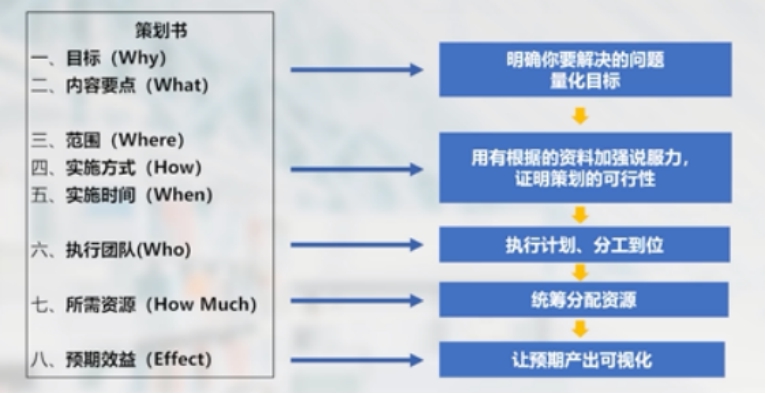 策划书
一、目标（Why）
二、内容要点（What）
三、范围（Where）
四、实施方式（How）
五、实施时间（When）
六、执行团队(Who)
七、所需资源（How Much）
八、预期效益（Effect）
明确你要解决的问题
量化目标
用有根据的资料加强说服力，
证明策划的可行性
执行计划、分工到位
统筹分配资源
让预期产出可视化